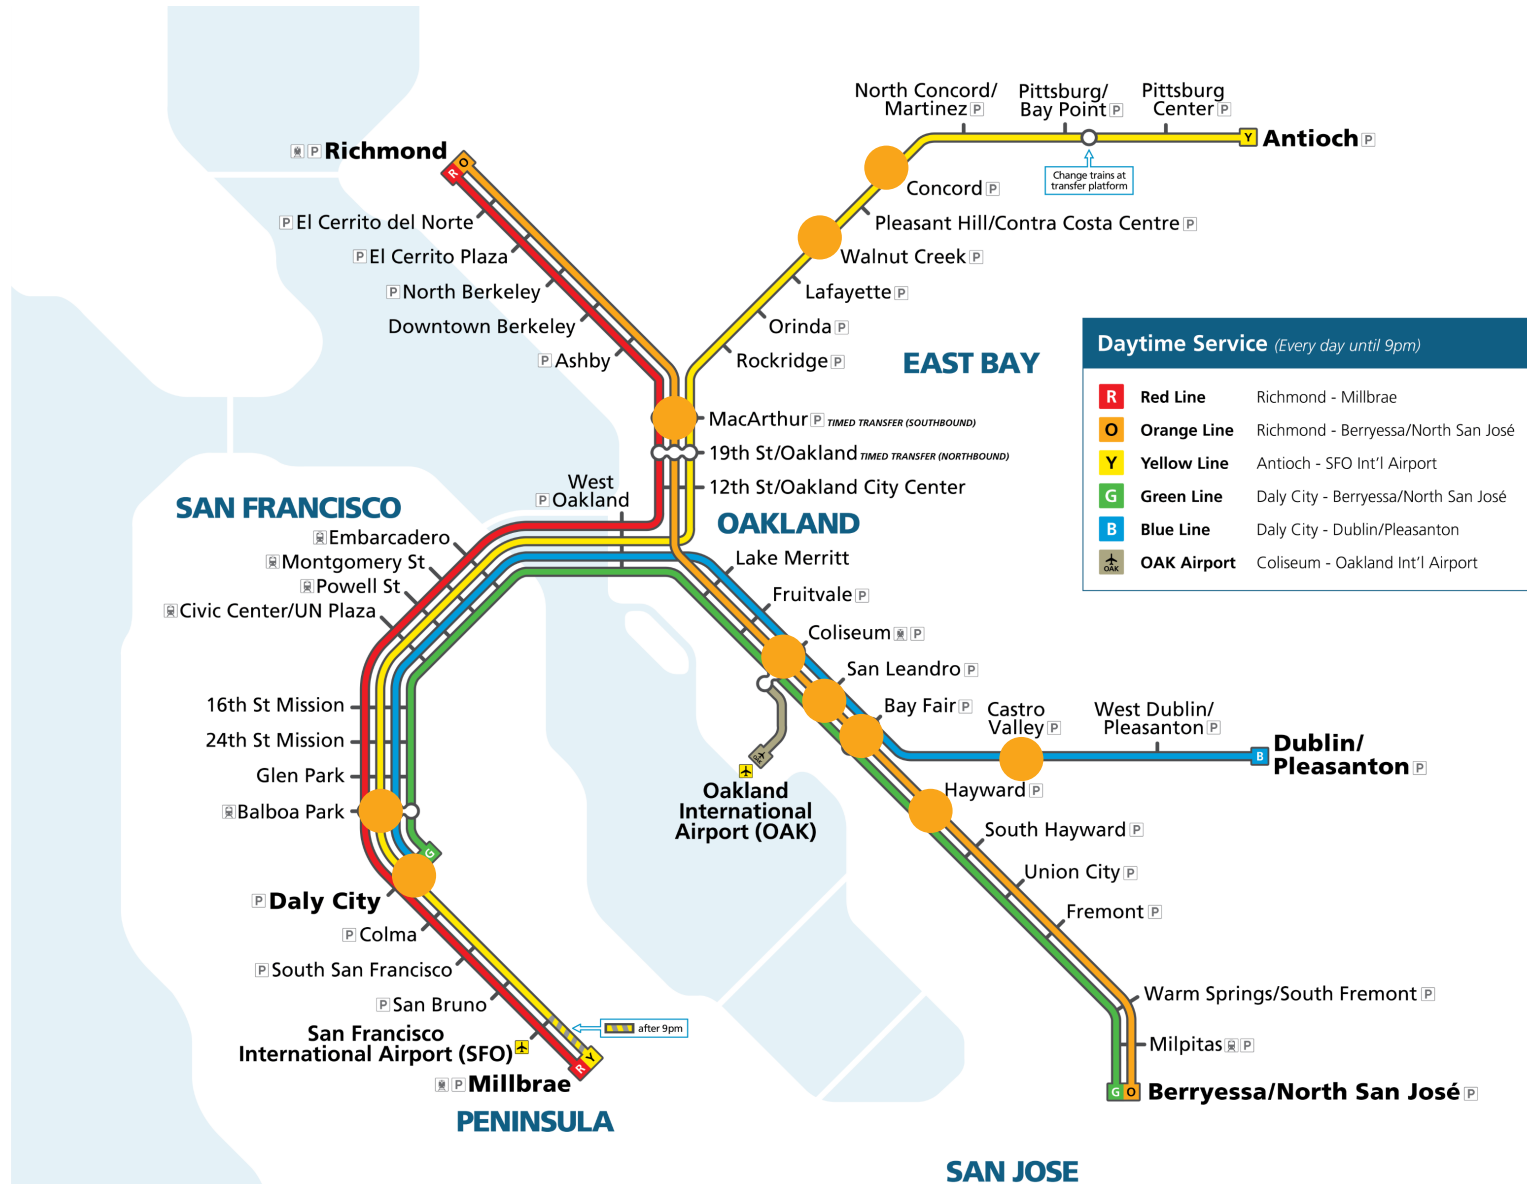 North Concord/
Martinez P
Pittsburg/
Bay Point P
Pittsburg
Center P
Y
Antioch P
Change trains at
transfer platform
P Richmond
O
R
Concord P
P El Cerrito del Norte
Pleasant Hill/Contra Costa Centre P
P El Cerrito Plaza
Walnut Creek P
P North Berkeley
Lafayette P
Downtown Berkeley
Orinda P
P Ashby
Rockridge P
EAST BAY
Daytime Service (Every day until 9pm)
R Red Line Richmond - Millbrae
O Orange Line Richmond - Berryessa/North San José
Y Yellow Line Antioch - SFO Int'l Airport
G Green Line Daly City - Berryessa/North San José
B Blue Line Daly City - Dublin/Pleasanton
OAK OAK Airport Coliseum - Oakland Int'l Airport
MacArthur P TIMED TRANSFER (SOUTHBOUND)
19th St/Oakland TIMED TRANSFER (NORTHBOUND)
12th St/Oakland City Center
West
P Oakland
SAN FRANCISCO
OAKLAND
Embarcadero
Montgomery St
Powell St
Civic Center/UN Plaza
Lake Merritt
Fruitvale P
Coliseum P
San Leandro P
Bay Fair P
Castro
Valley P
West Dublin/
Pleasanton P
B
Dublin/
Pleasanton P
16th St Mission
24th St Mission
Glen Park
Balboa Park
G
OAK
Oakland
International
Airport (OAK)
Hayward P
South Hayward P
Union City P
Fremont P
P Daly City
P Colma
P South San Francisco
P San Bruno
San Francisco
International Airport (SFO)
after 9pm
Y
R
P Millbrae
PENINSULA
Warm Springs/South Fremont P
Milpitas P
G O
Berryessa/North San José P
SAN JOSE